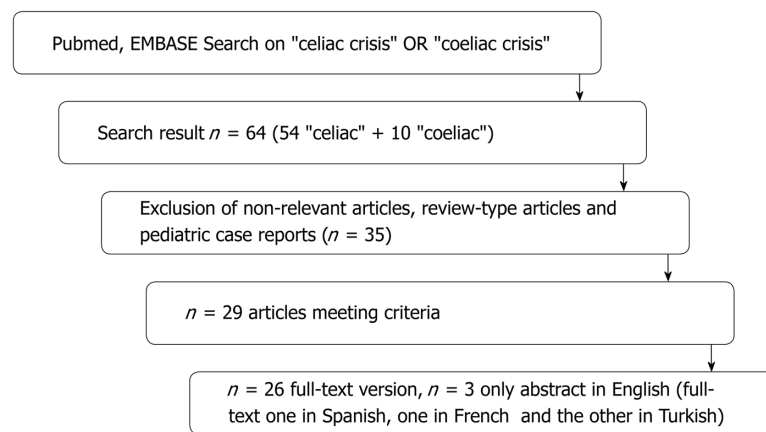 Pubmed, EMBASE Search on "celiac crisis" OR "coeliac crisis"
Search result n = 64 (54 "celiac" + 10 "coeliac")
Exclusion of non-relevant articles, review-type articles and
pediatric case reports (n = 35)
n = 29 articles meeting criteria
n = 26 full-text version, n = 3 only abstract in English (full-
text one in Spanish, one in French and the other in Turkish)